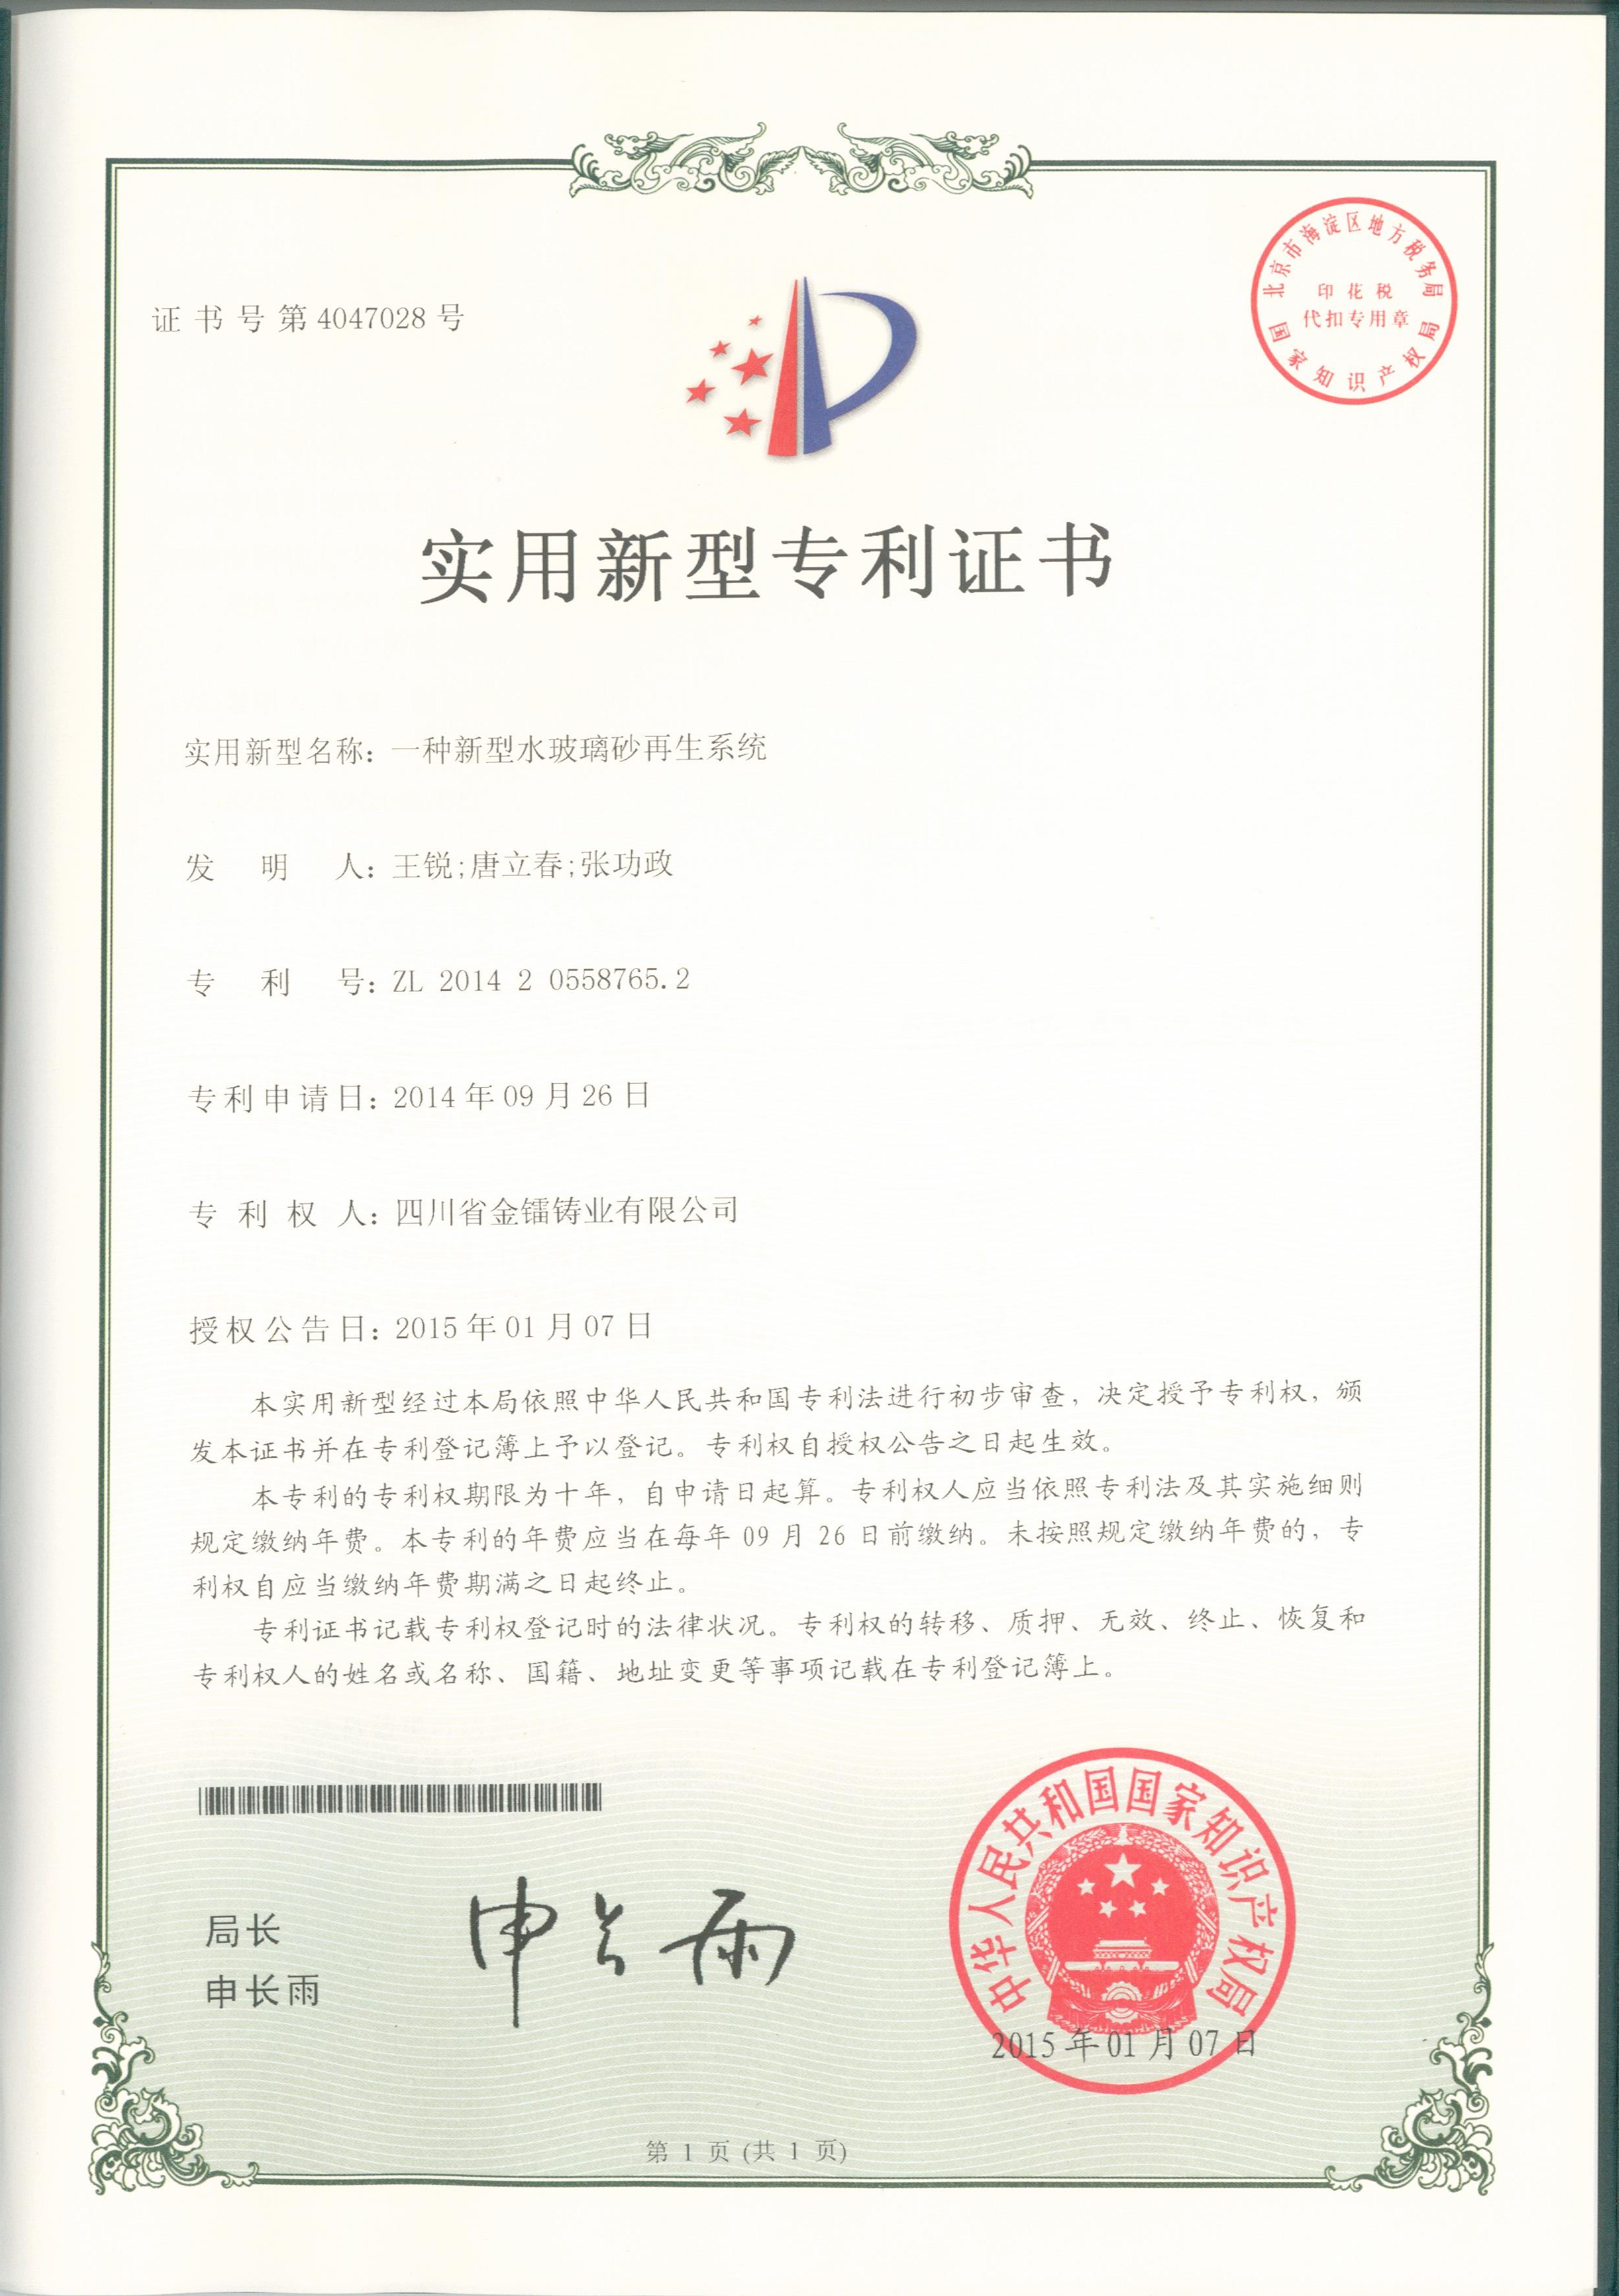 证书号第4047028号
北京市海淀区地方税务局
印花税
代扣专用章
国家知识产权局
实用新型专利证书
实用新型名称：一种新型水玻璃砂再生系统
发明人：王锐;唐立春;张功政
专利号：ZL 2014 2 0558765.2
专利申请日：2014年09月26日
专利权人：四川省金镭铸业有限公司
授权公告日：2015年01月07日
本实用新型经过本局依照中华人民共和国专利法进行初步审查，决定授予专利权，颁
发本证书并在专利登记簿上予以登记。专利权自授权公告之日起生效。
本专利的专利权期限为十年，自申请日起算。专利权人应当依照专利法及其实施细则
规定缴纳年费。本专利的年费应当在每年09月26日前缴纳。未按照规定缴纳年费的，专
利权自应当缴纳年费期满之日起终止。
专利证书记载专利权登记时的法律状况。专利权的转移、质押、无效、终止、恢复和
专利权人的姓名或名称、国籍、地址变更等事项记载在专利登记簿上。
局长
申长雨
申长雨
中华人民共和国国家知识产权局
2015年01月07日
第 1 页 (共 1 页)